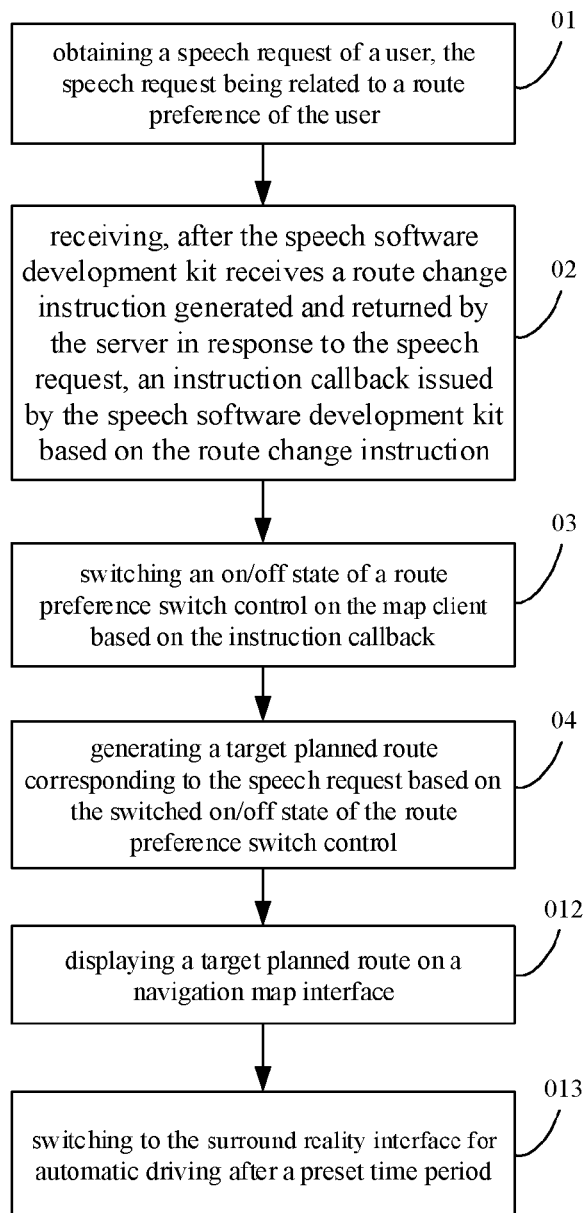 01
obtaining a speech request of a user, the
speech request being related to a route
preference of the user
02
receiving, after the speech software
development kit receives a route change
instruction generated and returned by
the server in response to the speech
request, an instruction callback issued
by the speech software development kit
based on the route change instruction
03
switching an on/off state of a route
preference switch control on the map client
based on the instruction callback
04
generating a target planned route
corresponding to the speech request based on
the switched on/off state of the route
preference switch control
012
displaying a target planned route on a
navigation map interface
013
switching to the surround reality interface for
automatic driving after a preset time period